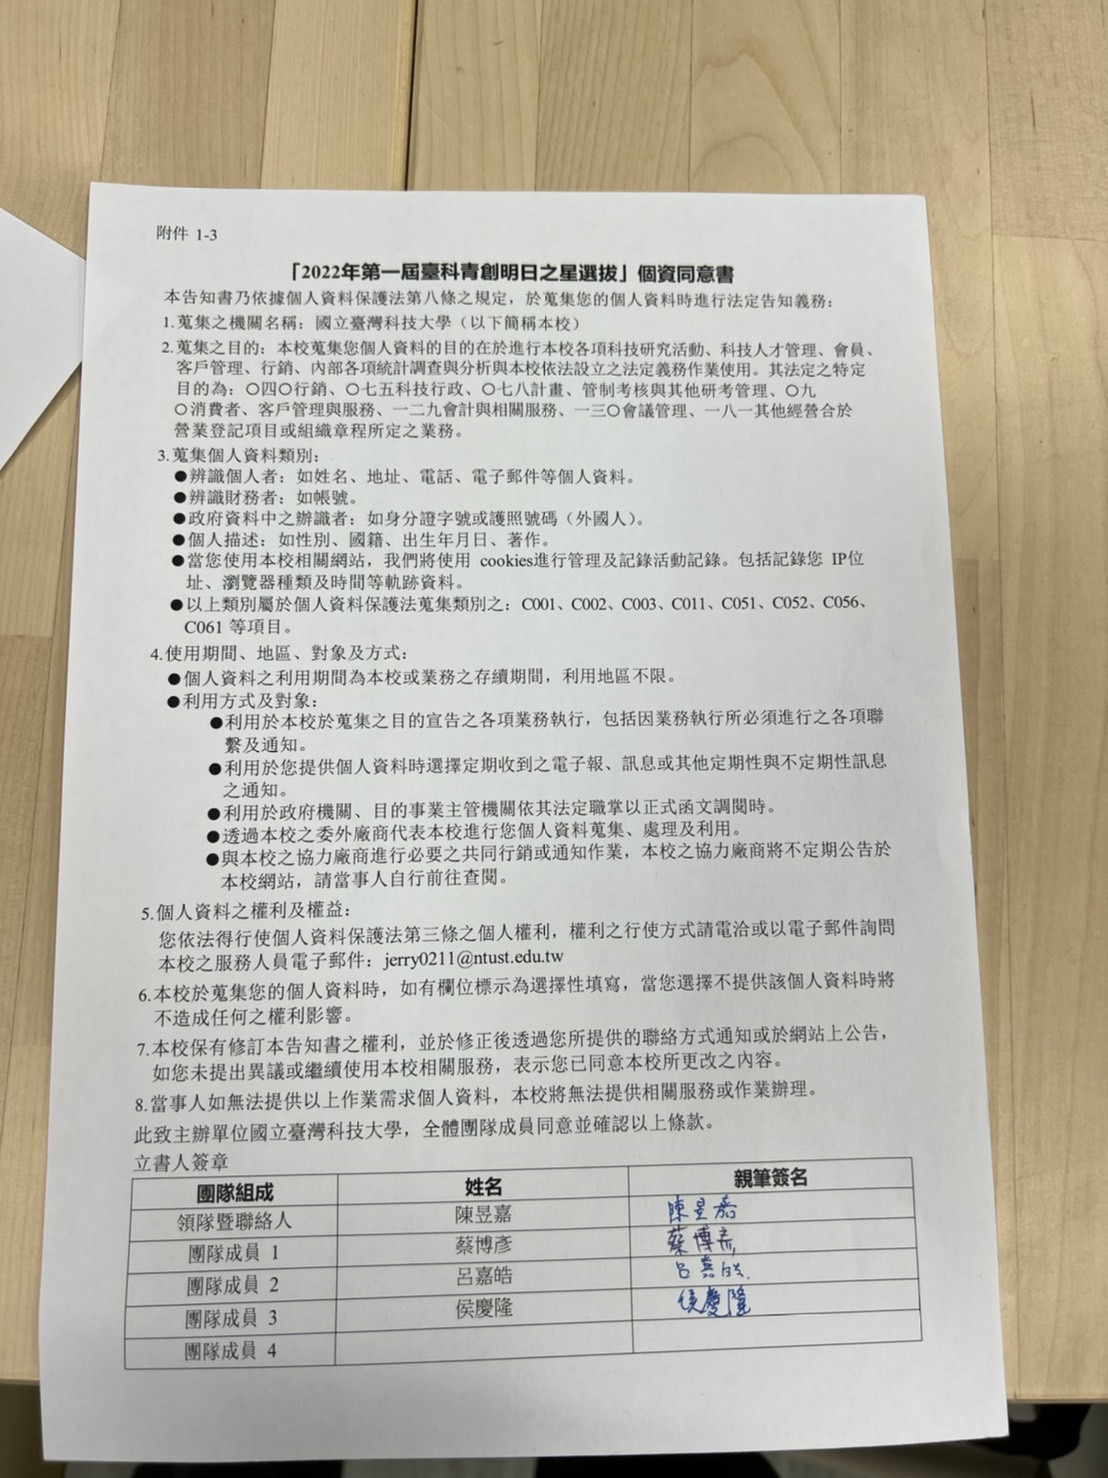 附件 1-3
「2022年第一屆臺科青創明日之星選拔」個資同意書
本告知書乃依據個人資料保護法第八條之規定，於蒐集您的個人資料時進行法定告知義務：
1.蒐集之機關名稱：國立臺灣科技大學（以下簡稱本校）
2.蒐集之目的：本校蒐集您個人資料的目的在於進行本校各項科技研究活動、科技人才管理、會員、
客戶管理、行銷、內部各項統計調查與分析與本校依法設立之法定義務作業使用。其法定之特定
目的為：○四○行銷、○七五科技行政、○七八計畫、管制考核與其他研考管理、○九
○消費者、客戶管理與服務、一二九會計與相關服務、一三○會議管理、一八一其他經營合於
營業登記項目或組織章程所定之業務。
3.蒐集個人資料類別：
●辨識個人者：如姓名、地址、電話、電子郵件等個人資料。
●辨識財務者：如帳號。
●政府資料中之辦識者：如身分證字號或護照號碼（外國人）。
●個人描述：如性別、國籍、出生年月日、著作。
●當您使用本校相關網站，我們將使用 cookies進行管理及記錄活動記錄。包括記錄您 IP位
址、瀏覽器種類及時間等軌跡資料。
●以上類別屬於個人資料保護法蒐集類別之：C001、C002、C003、C011、C051、C052、C056、
C061 等項目。
4.使用期間、地區、對象及方式：
●個人資料之利用期間為本校或業務之存續期間，利用地區不限。
●利用方式及對象：
●利用於本校於蒐集之目的宣告之各項業務執行，包括因業務執行所必須進行之各項聯
繫及通知。
●利用於您提供個人資料時選擇定期收到之電子報、訊息或其他定期性與不定期性訊息
之通知。
●利用於政府機關、目的事業主管機關依其法定職掌以正式函文調閱時。
●透過本校之委外廠商代表本校進行您個人資料蒐集、處理及利用。
●與本校之協力廠商進行必要之共同行銷或通知作業，本校之協力廠商將不定期公告於
本校網站，請當事人自行前往查閱。
5.個人資料之權利及權益：
您依法得行使個人資料保護法第三條之個人權利，權利之行使方式請電洽或以電子郵件詢問
本校之服務人員電子郵件：jerry0211@ntust.edu.tw
6.本校於蒐集您的個人資料時，如有欄位標示為選擇性填寫，當您選擇不提供該個人資料時將
不造成任何之權利影響。
7.本校保有修訂本告知書之權利，並於修正後透過您所提供的聯絡方式通知或於網站上公告，
如您未提出異議或繼續使用本校相關服務，表示您已同意本校所更改之內容。
8.當事人如無法提供以上作業需求個人資料，本校將無法提供相關服務或作業辦理。
此致主辦單位國立臺灣科技大學，全體團隊成員同意並確認以上條款。
立書人簽章
團隊組成 姓名 親筆簽名
領隊暨聯絡人 陳昱嘉 陳昱嘉
團隊成員 1 蔡博彥 蔡博彥
團隊成員 2 呂嘉皓 呂嘉皓
團隊成員 3 侯慶隆 侯慶隆
團隊成員 4